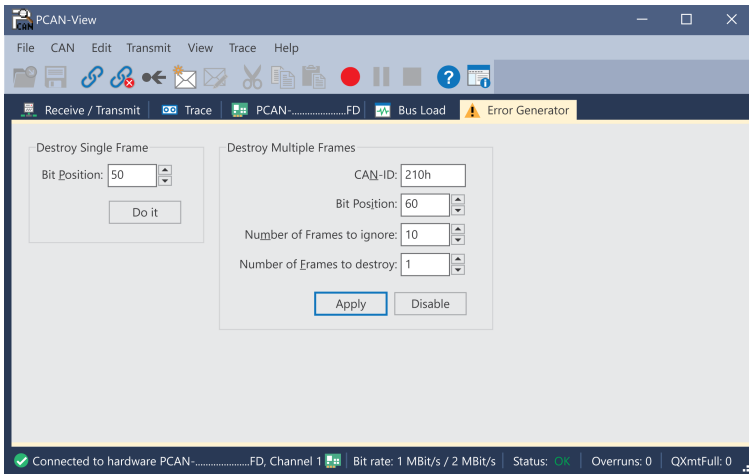 PCAN-View
File CAN Edit Transmit View Trace Help
Receive / Transmit Trace PCAN-.....................FD Bus Load Error Generator
Destroy Single Frame
Bit Position: 50
Do it
Destroy Multiple Frames
CAN-ID: 210h
Bit Position: 60
Number of Frames to ignore: 10
Number of Frames to destroy: 1
Apply Disable
Connected to hardware PCAN-.....................FD, Channel 1 Bit rate: 1 MBit/s / 2 MBit/s Status: OK Overruns: 0 QXmtFull: 0